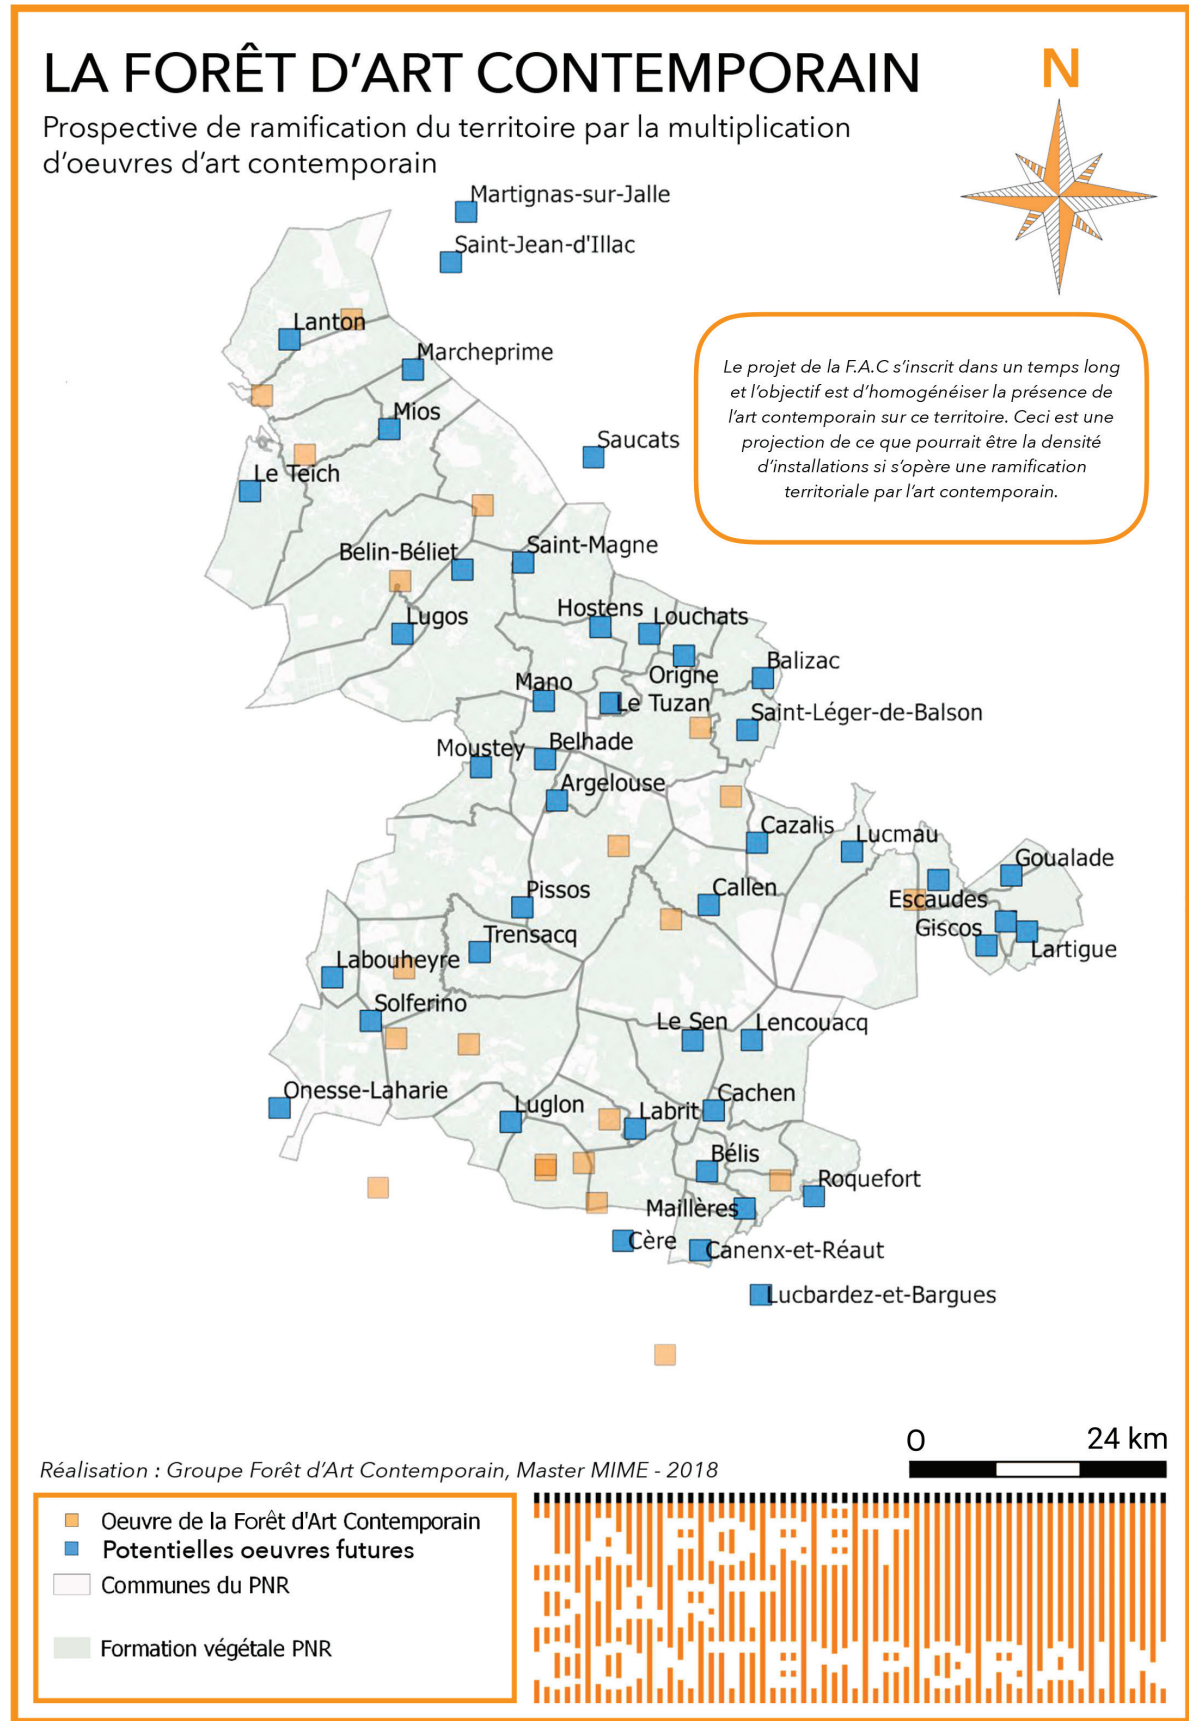 LA FORÊT D'ART CONTEMPORAIN
N
Prospective de ramification du territoire par la multiplication
d'oeuvres d'art contemporain
Martignas-sur-Jalle
Saint-Jean-d'Illac
Lanton
Marcheprime
Le projet de la F.A.C s'inscrit dans un temps long
et l'objectif est d'homogénéiser la présence de
l'art contemporain sur ce territoire. Ceci est une
projection de ce que pourrait être la densité
d'installations si s'opère une ramification
territoriale par l'art contemporain.
Mios
Saucats
Le Teich
Belin-Béliet
Saint-Magne
Hostens
Louchats
Lugos
Balizac
Origne
Mano
Le Tuzan
Saint-Léger-de-Balson
Moustey
Belhade
Argelouse
Cazalis
Lucmau
Goualade
Pissos
Callen
Escaudes
Giscos
Trensacq
Lartigue
Labouheyre
Solferino
Le Sen
Lencouacq
Onesse-Laharie
Luglon
Labrit
Cachen
Bélis
Roquefort
Maillères
Cère
Canenx-et-Réaut
Lucbardez-et-Bargues
0 24 km
Réalisation : Groupe Forêt d'Art Contemporain, Master MIME - 2018
Oeuvre de la Forêt d'Art Contemporain
Potentielles oeuvres futures
Communes du PNR
Formation végétale PNR
LA FORET
D'ART
CONTEMPORAIN